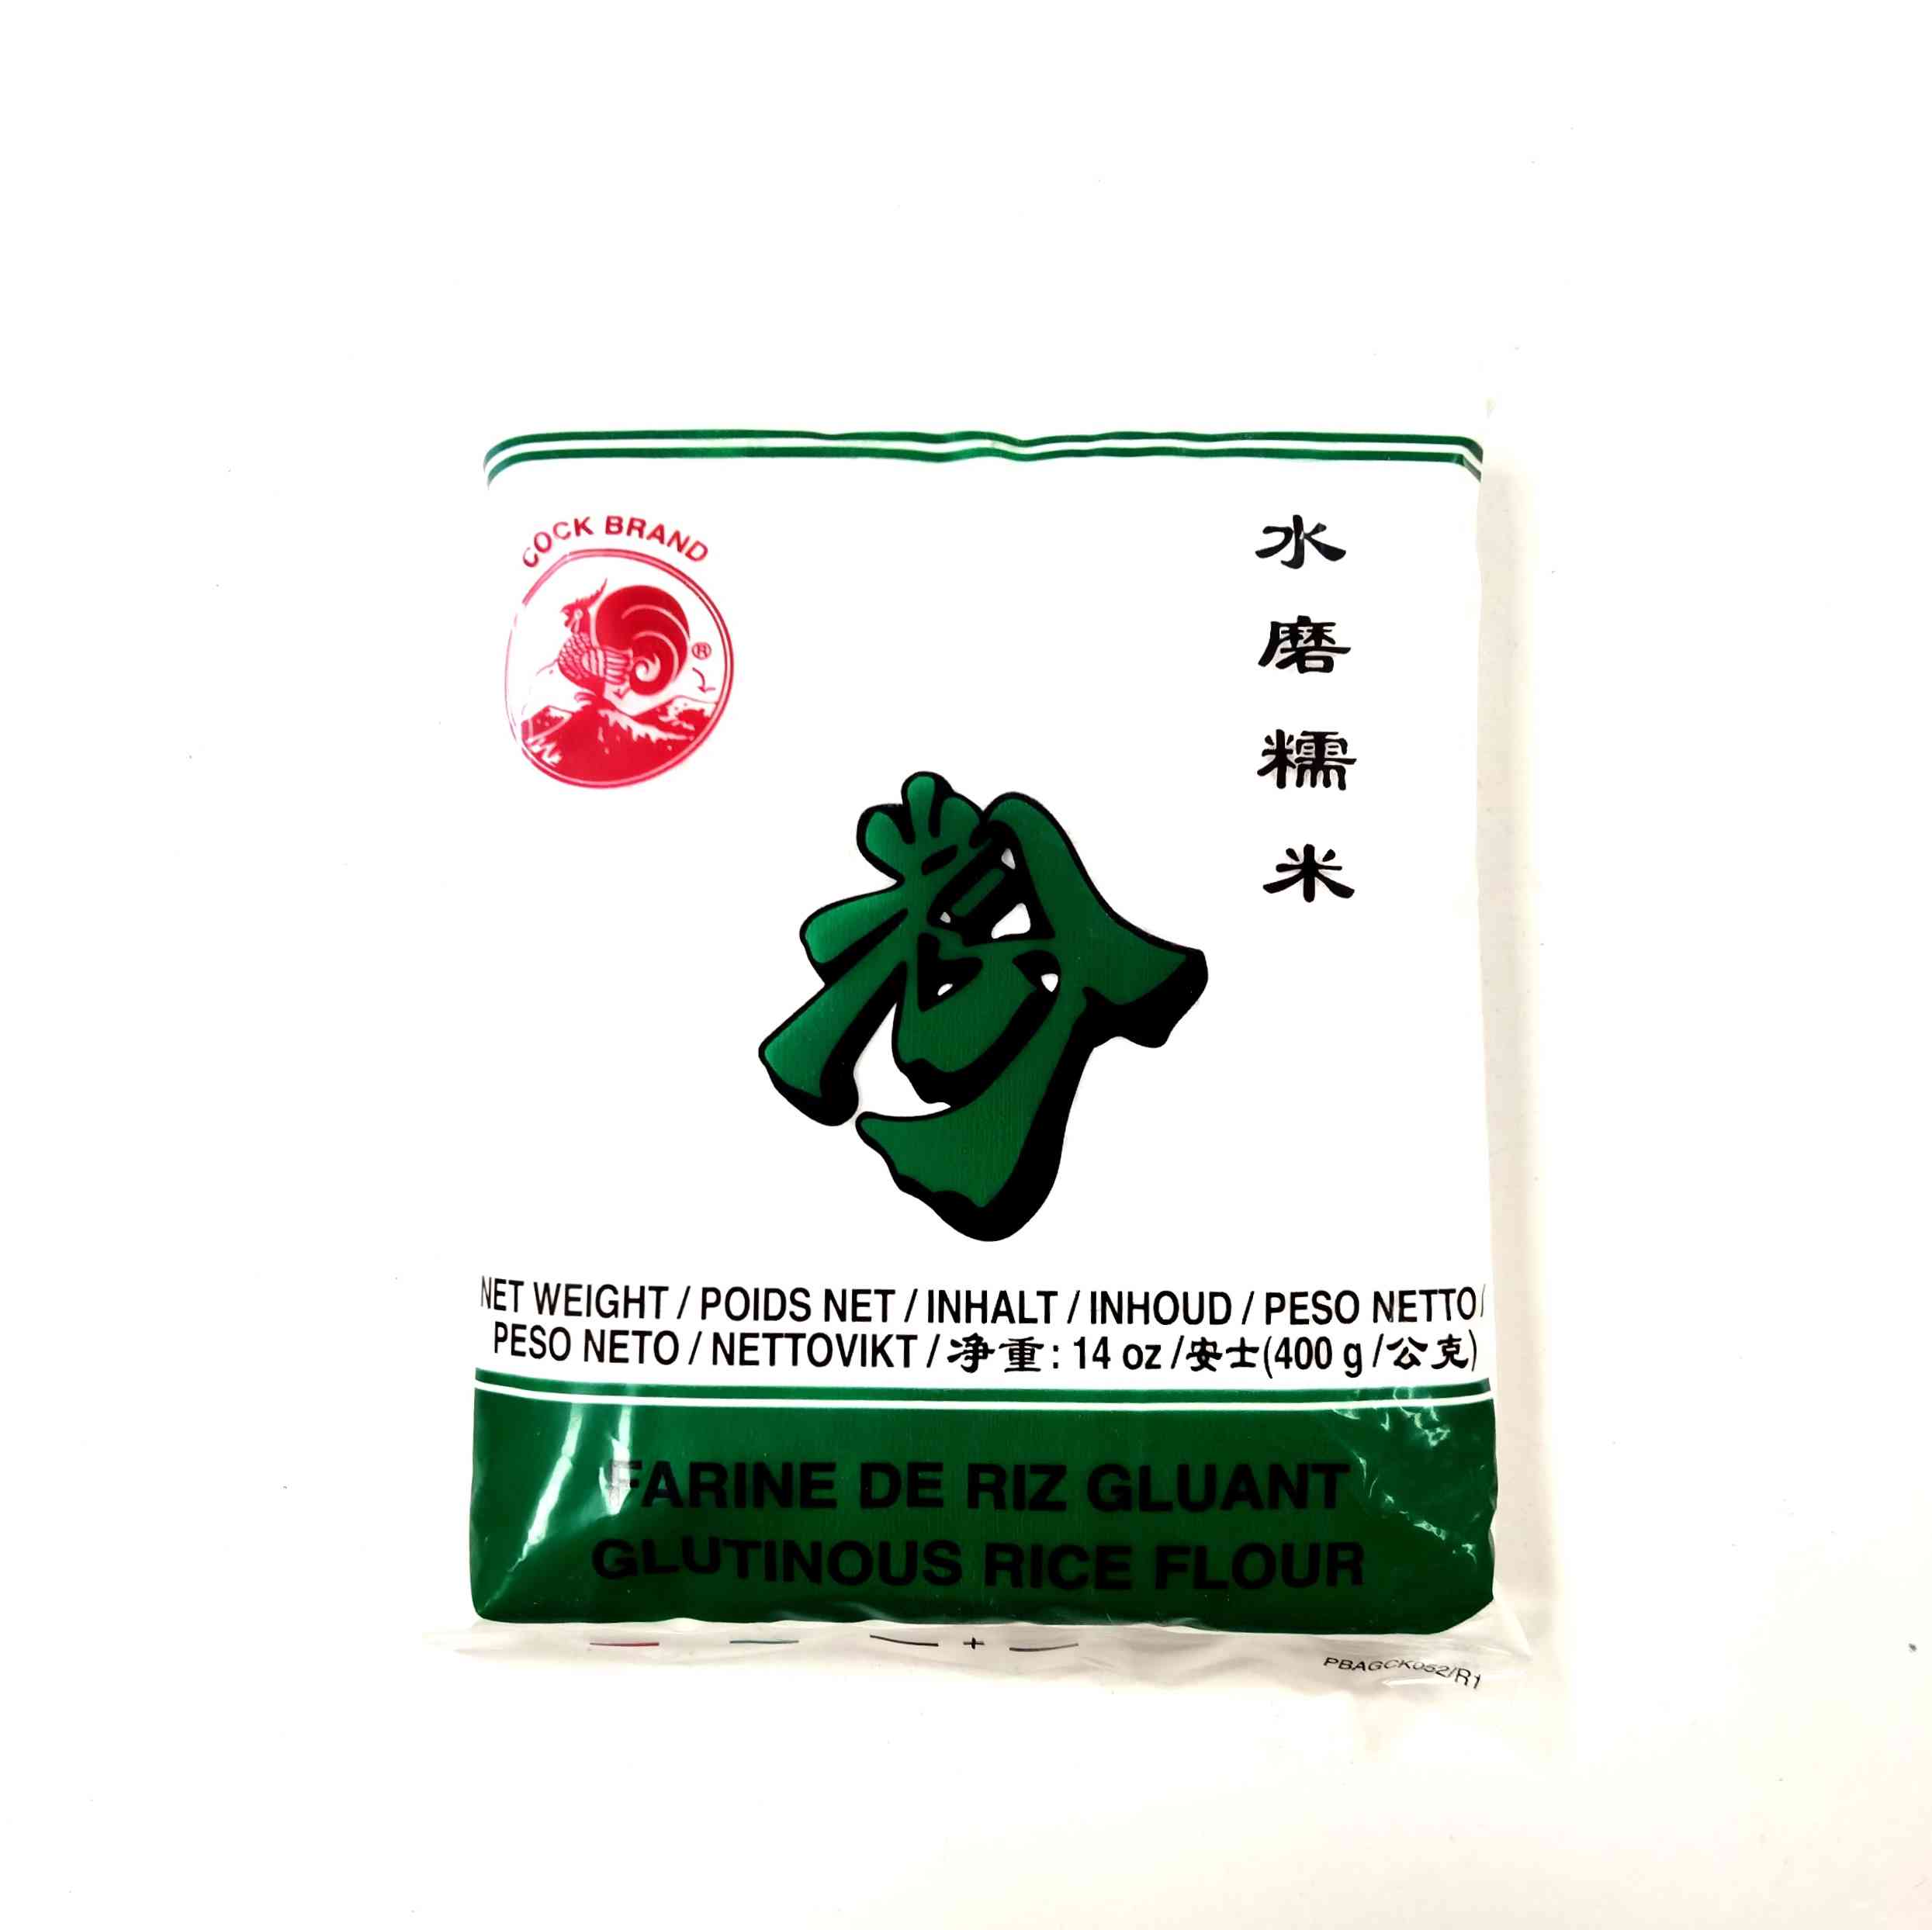 COCK BRAND
®
水磨糯米
粉
NET WEIGHT / POIDS NET / INHALT / INHOUD / PESO NETTO /
PESO NETO / NETTOVIKT / 净重: 14 oz /安士(400 g /公克)
FARINE DE RIZ GLUANT
GLUTINOUS RICE FLOUR
PBAGCK052/R1